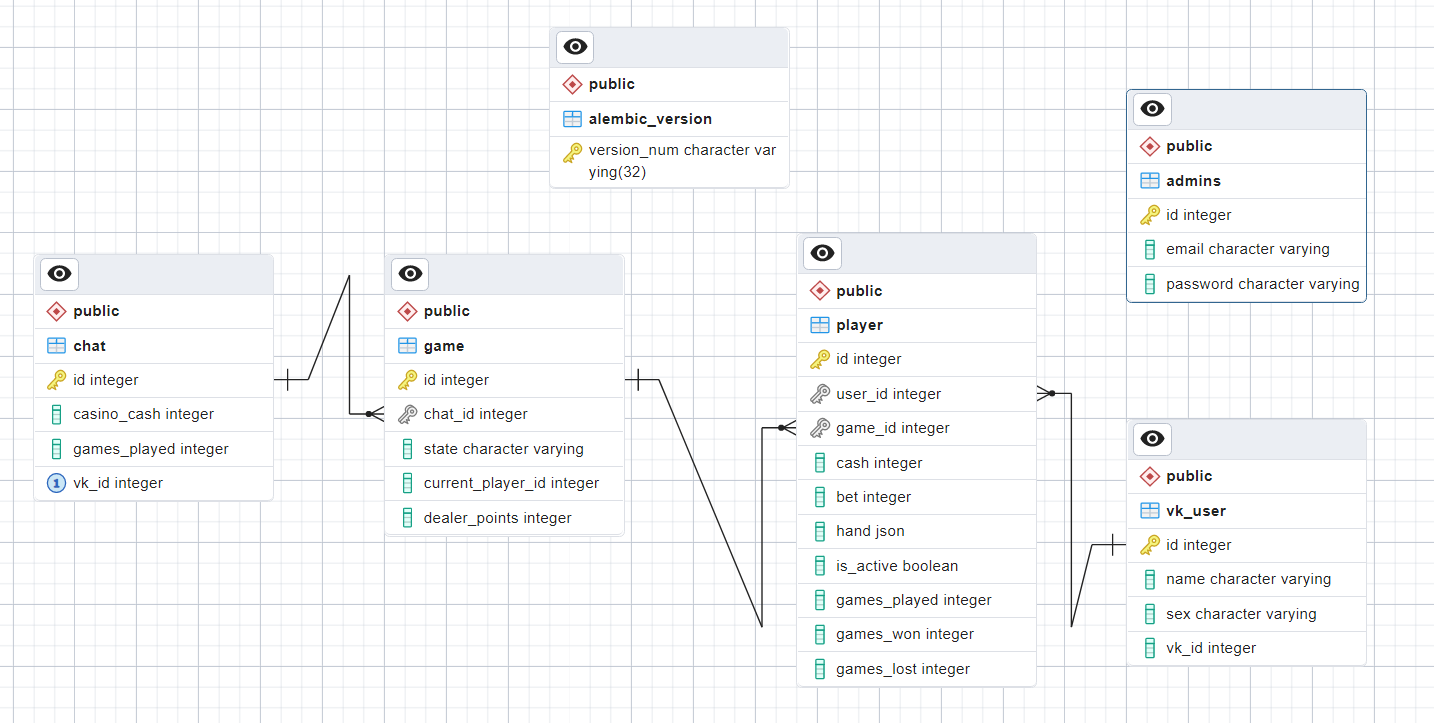 public
alembic_version
version_num character var
ying(32)
public
admins
id integer
email character varying
password character varying
public
chat
id integer
casino_cash integer
games_played integer
1 vk_id integer
public
game
id integer
chat_id integer
state character varying
current_player_id integer
dealer_points integer
public
player
id integer
user_id integer
game_id integer
cash integer
bet integer
hand json
is_active boolean
games_played integer
games_won integer
games_lost integer
public
vk_user
id integer
name character varying
sex character varying
vk_id integer